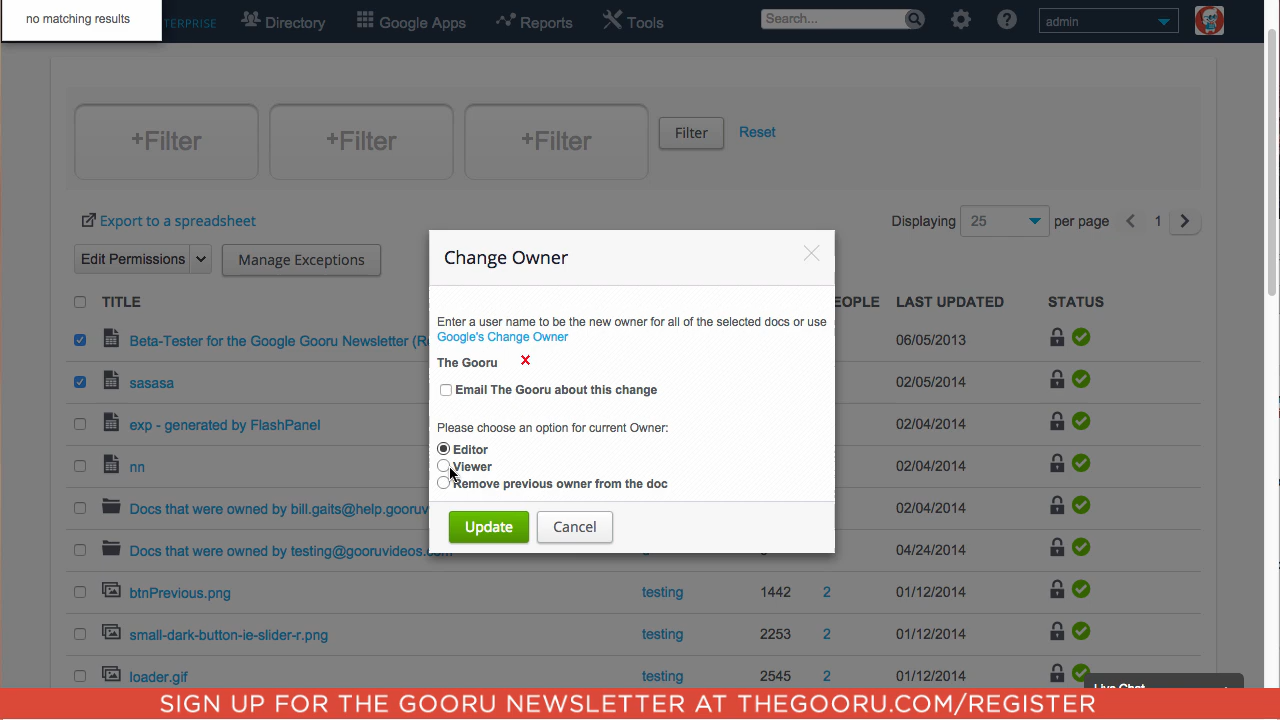 no matching results
TERPRISE
Directory
Google Apps
Reports
Tools
Search...
admin
+Filter
+Filter
+Filter
Filter
Reset
Export to a spreadsheet
Displaying 25 per page 1
Edit Permissions
Manage Exceptions
TITLE
EOPLE
LAST UPDATED
STATUS
Beta-Tester for the Google Gooru Newsletter (Re
06/05/2013
sasasa
02/05/2014
exp - generated by FlashPanel
02/04/2014
nn
02/04/2014
Docs that were owned by bill.gaits@help.gooruv
02/04/2014
Docs that were owned by testing@gooruvideos.com
04/24/2014
btnPrevious.png
testing
1442
2
01/12/2014
small-dark-button-ie-slider-r.png
testing
2253
2
01/12/2014
loader.gif
testing
2545
2
01/12/2014
Change Owner
Enter a user name to be the new owner for all of the selected docs or use
Google's Change Owner
The Gooru
Email The Gooru about this change
Please choose an option for current Owner:
Editor
Viewer
Remove previous owner from the doc
Update
Cancel
Live Chat
SIGN UP FOR THE GOORU NEWSLETTER AT THEGOORU.COM/REGISTER